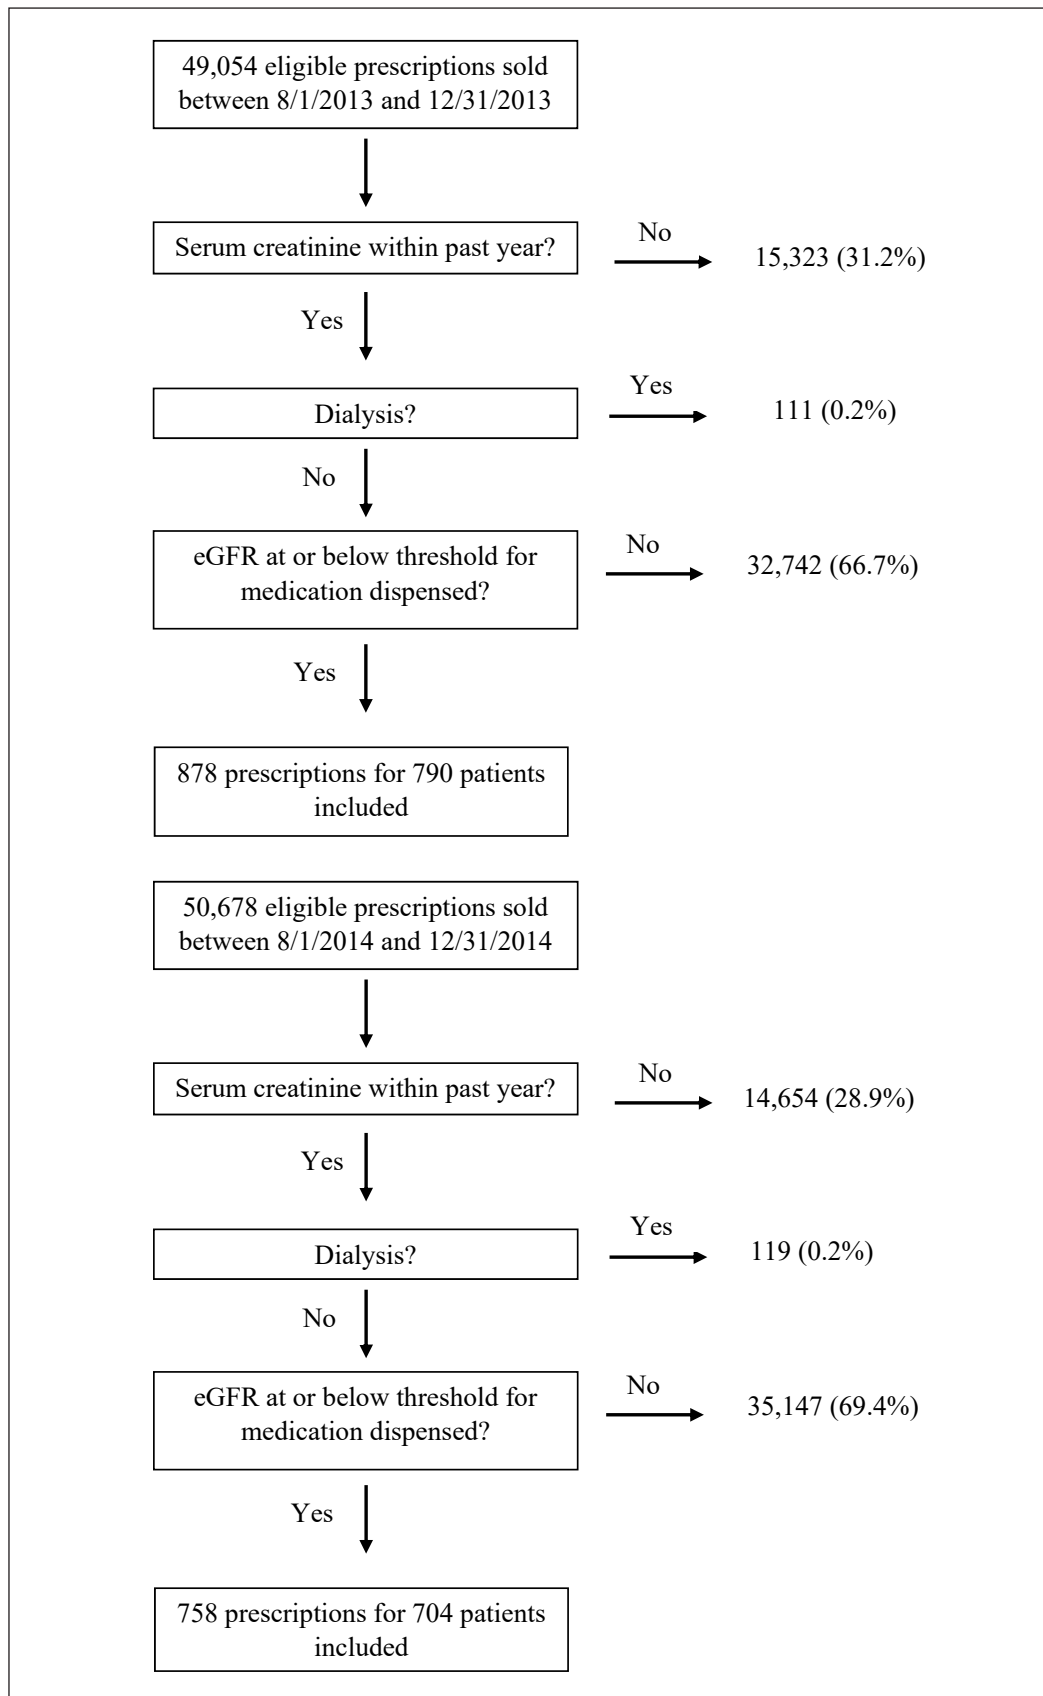 49,054 eligible prescriptions sold
between 8/1/2013 and 12/31/2013
Serum creatinine within past year?
No
15,323 (31.2%)
Yes
Dialysis?
Yes
111 (0.2%)
No
eGFR at or below threshold for
medication dispensed?
No
32,742 (66.7%)
Yes
878 prescriptions for 790 patients
included
50,678 eligible prescriptions sold
between 8/1/2014 and 12/31/2014
Serum creatinine within past year?
No
14,654 (28.9%)
Yes
Dialysis?
Yes
119 (0.2%)
No
eGFR at or below threshold for
medication dispensed?
No
35,147 (69.4%)
Yes
758 prescriptions for 704 patients
included